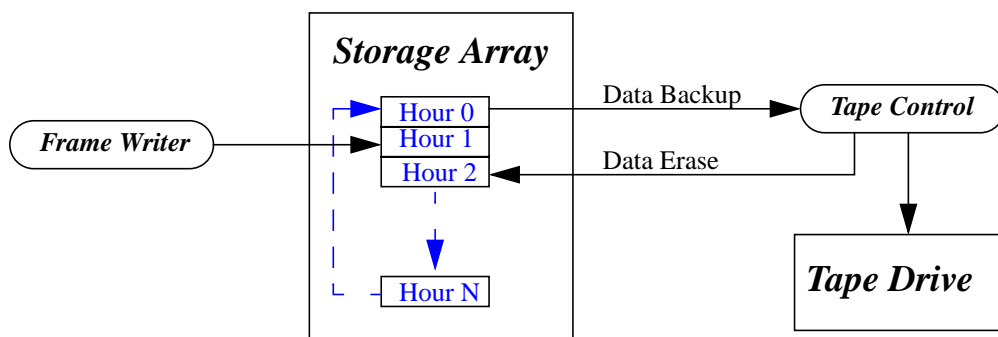 Storage Array
Hour 0
Data Backup
Tape Control
Frame Writer
Hour 1
Hour 2
Data Erase
Hour N
Tape Drive